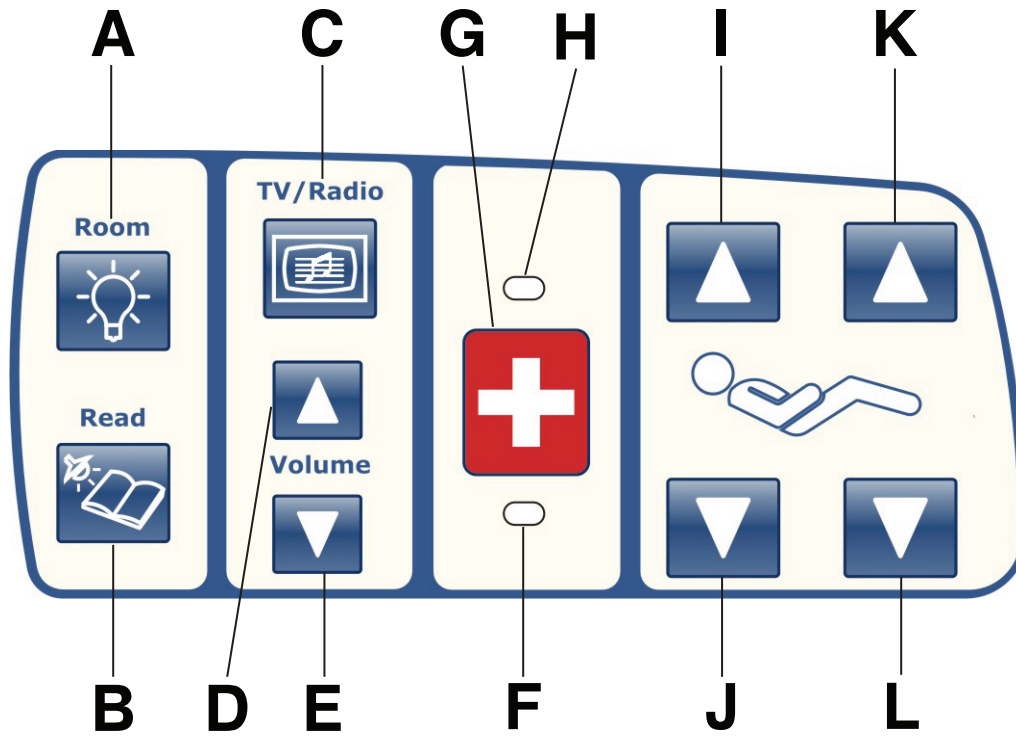 A C G H I K
TV/Radio
Room
Read
Volume
B D E F J L